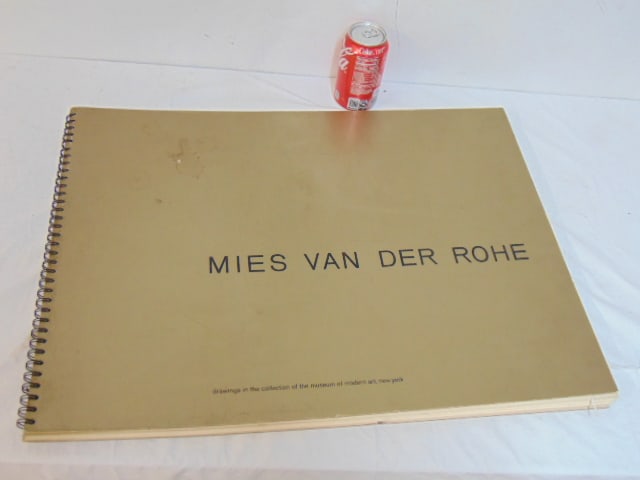 MIES VAN DER ROHE
drawings in the collection of the museum of modern art, new york